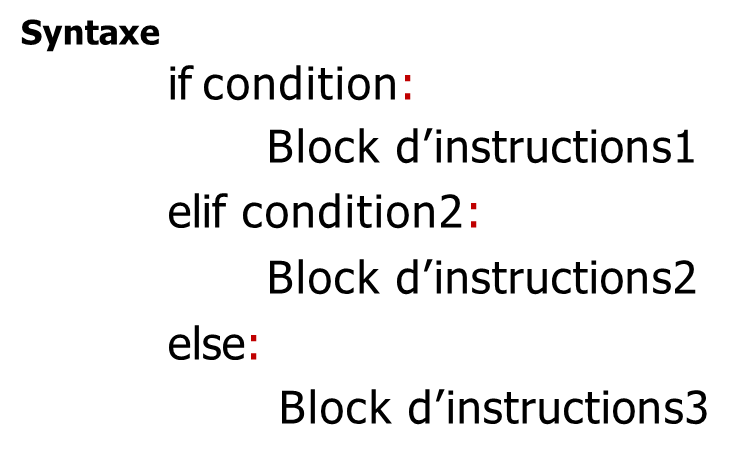 Syntaxe
if condition:
Block d’instructions1
elif condition2:
Block d’instructions2
else:
Block d’instructions3